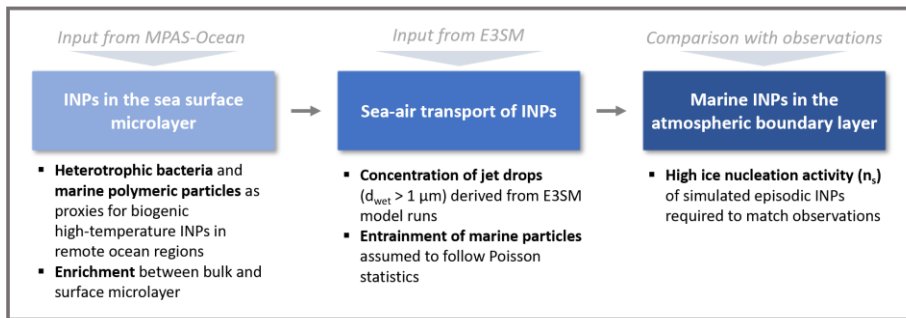 Input from MPAS-Ocean
INPs in the sea surface
microlayer
▪ Heterotrophic bacteria and
marine polymeric particles as
proxies for biogenic
high-temperature INPs in
remote ocean regions
▪ Enrichment between bulk and
surface microlayer
Input from E3SM
Sea-air transport of INPs
▪ Concentration of jet drops
(d_wet > 1 μm) derived from E3SM
model runs
▪ Entrainment of marine particles
assumed to follow Poisson
statistics
Comparison with observations
Marine INPs in the
atmospheric boundary layer
▪ High ice nucleation activity (n_s)
of simulated episodic INPs
required to match observations